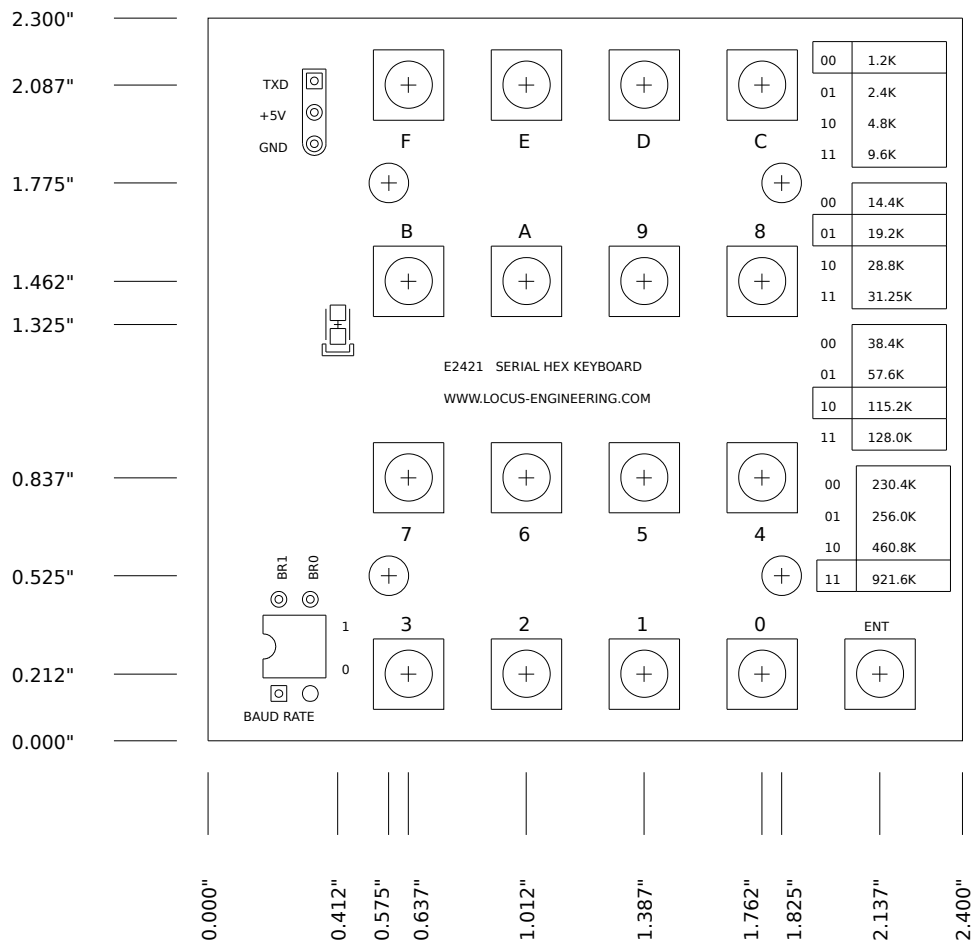 2.300"
2.087"
1.775"
1.462"
1.325"
0.837"
0.525"
0.212"
0.000"
TXD
+5V
GND
F E D C
B A 9 8
E2421 SERIAL HEX KEYBOARD
WWW.LOCUS-ENGINEERING.COM
7 6 5 4
3 2 1 0
ENT
BR1
BR0
1
0
BAUD RATE
00 1.2K
01 2.4K
10 4.8K
11 9.6K
00 14.4K
01 19.2K
10 28.8K
11 31.25K
00 38.4K
01 57.6K
10 115.2K
11 128.0K
00 230.4K
01 256.0K
10 460.8K
11 921.6K
0.000"
0.412"
0.575"
0.637"
1.012"
1.387"
1.762"
1.825"
2.137"
2.400"